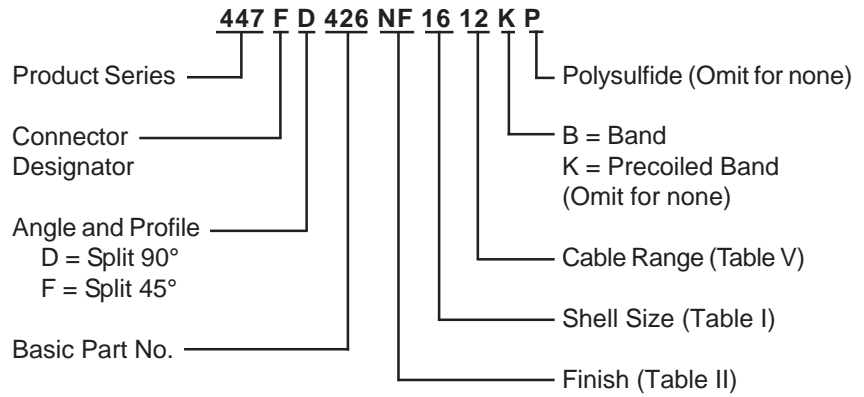 447 F D 426 NF 16 12 K P
Product Series
Connector
Designator
Angle and Profile
D = Split 90°
F = Split 45°
Basic Part No.
Polysulfide (Omit for none)
B = Band
K = Precoiled Band
(Omit for none)
Cable Range (Table V)
Shell Size (Table I)
Finish (Table II)